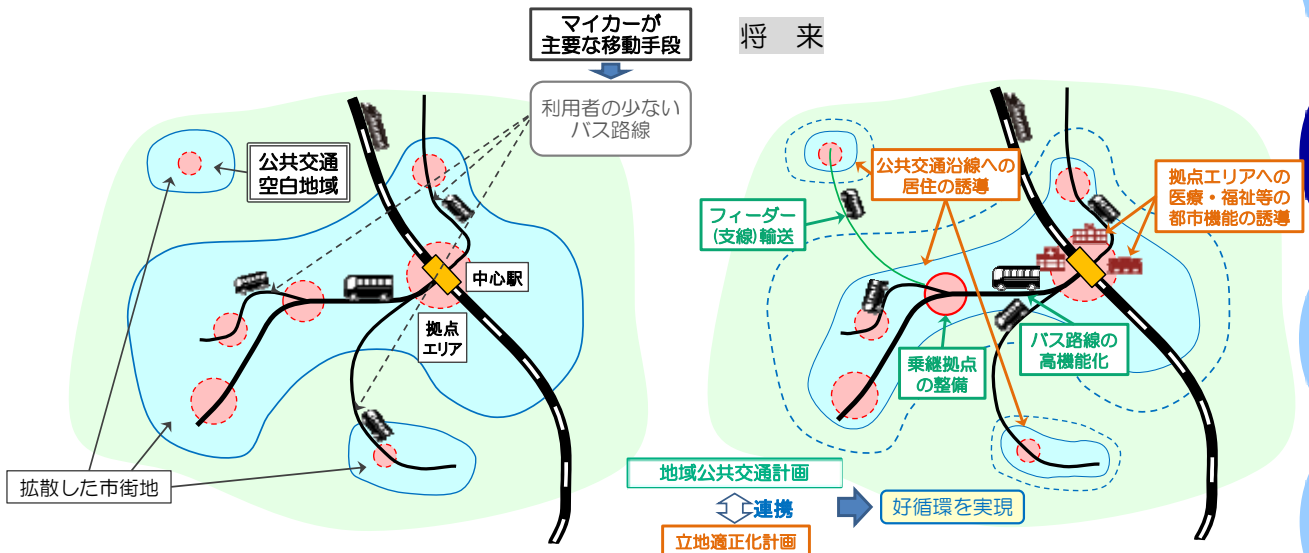 マイカーが
主要な移動手段
将 来
利用者の少ない
バス路線
公共交通
空白地域
中心駅
拠点
エリア
拡散した市街地
公共交通沿線への
居住の誘導
拠点エリアへの
医療・福祉等の
都市機能の誘導
フィーダー
(支線)輸送
乗継拠点
の整備
バス路線の
高機能化
地域公共交通計画
連携
好循環を実現
立地適正化計画